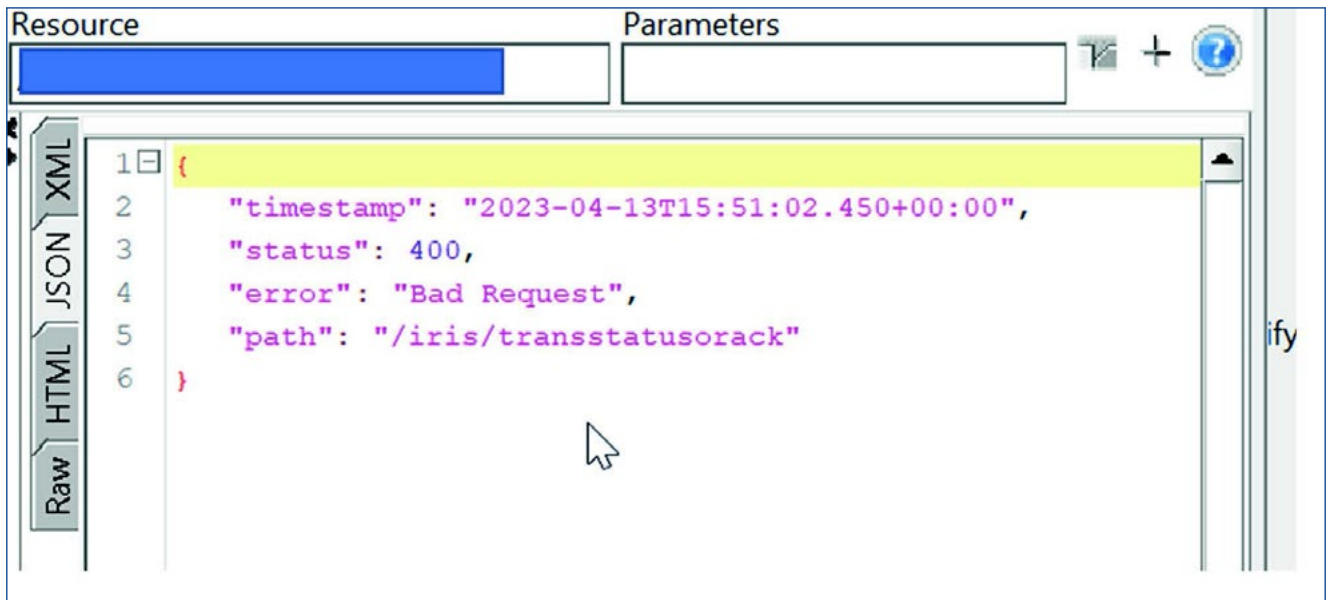 Resource
Parameters
?
XML
JSON
HTML
Raw
1 {
2 "timestamp": "2023-04-13T15:51:02.450+00:00",
3 "status": 400,
4 "error": "Bad Request",
5 "path": "/iris/transstatusorack"
6 }
ify